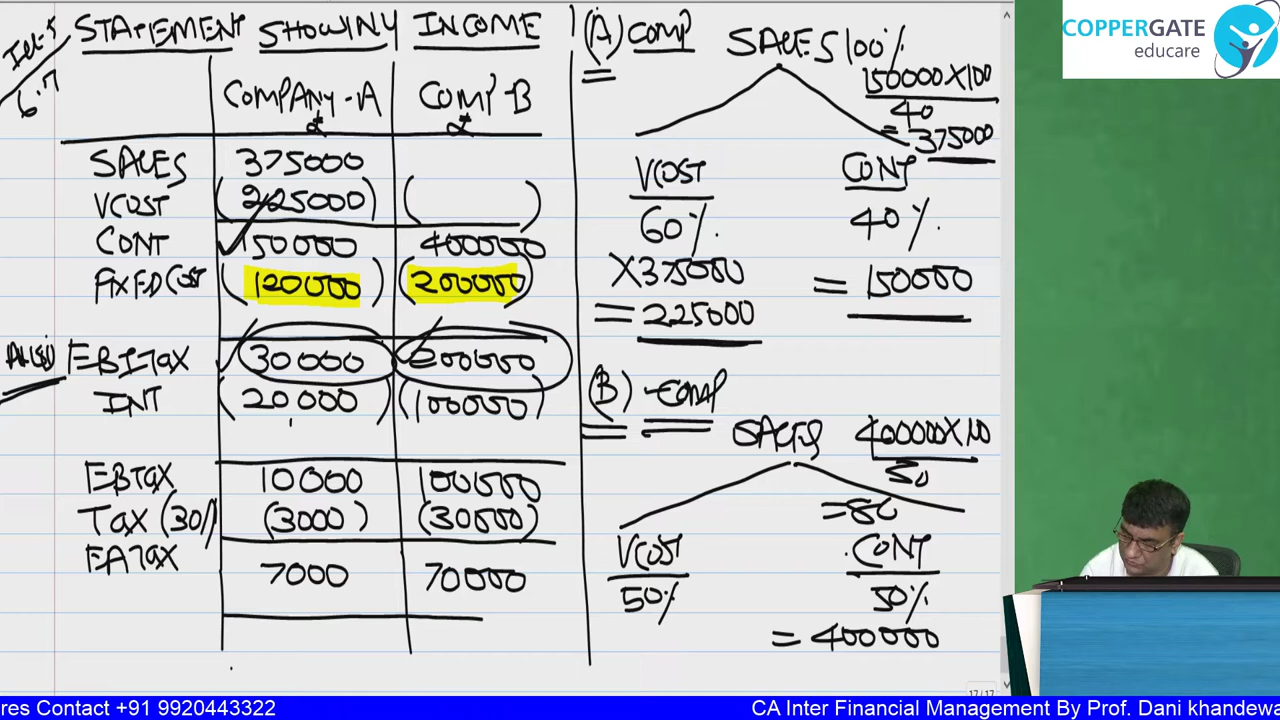 STATEMENT SHOWING INCOME
6.7
COMPANY-A COMP' B
SALES 375000
VCOST (225000) ( )
CONT 150000 400000
FIXED COST (120000) (200000)
EBITax 30000 200000
INT (20000) (100000)
EBTax 10000 100000
Tax (30%) (3000) (30000)
EATax 7000 70000
(A) Comp
SALES 100%
150000X100
40
= 375000
VCOST CONT
60% 40%
X375000
= 225000 = 150000
(B) - Comp
SALES 400000X100
50
=80
VCOST CONT
50% 50%
= 400000
17/17
COPPERGATE
educare
res Contact +91 9920443322 CA Inter Financial Management By Prof. Dani khandewa